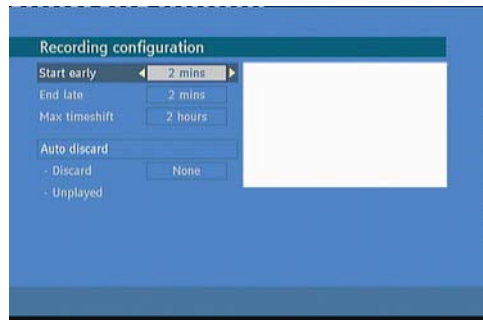 Recording configuration
Start early 2 mins
End late 2 mins
Max timeshift 2 hours
Auto discard
- Discard None
- Unplayed